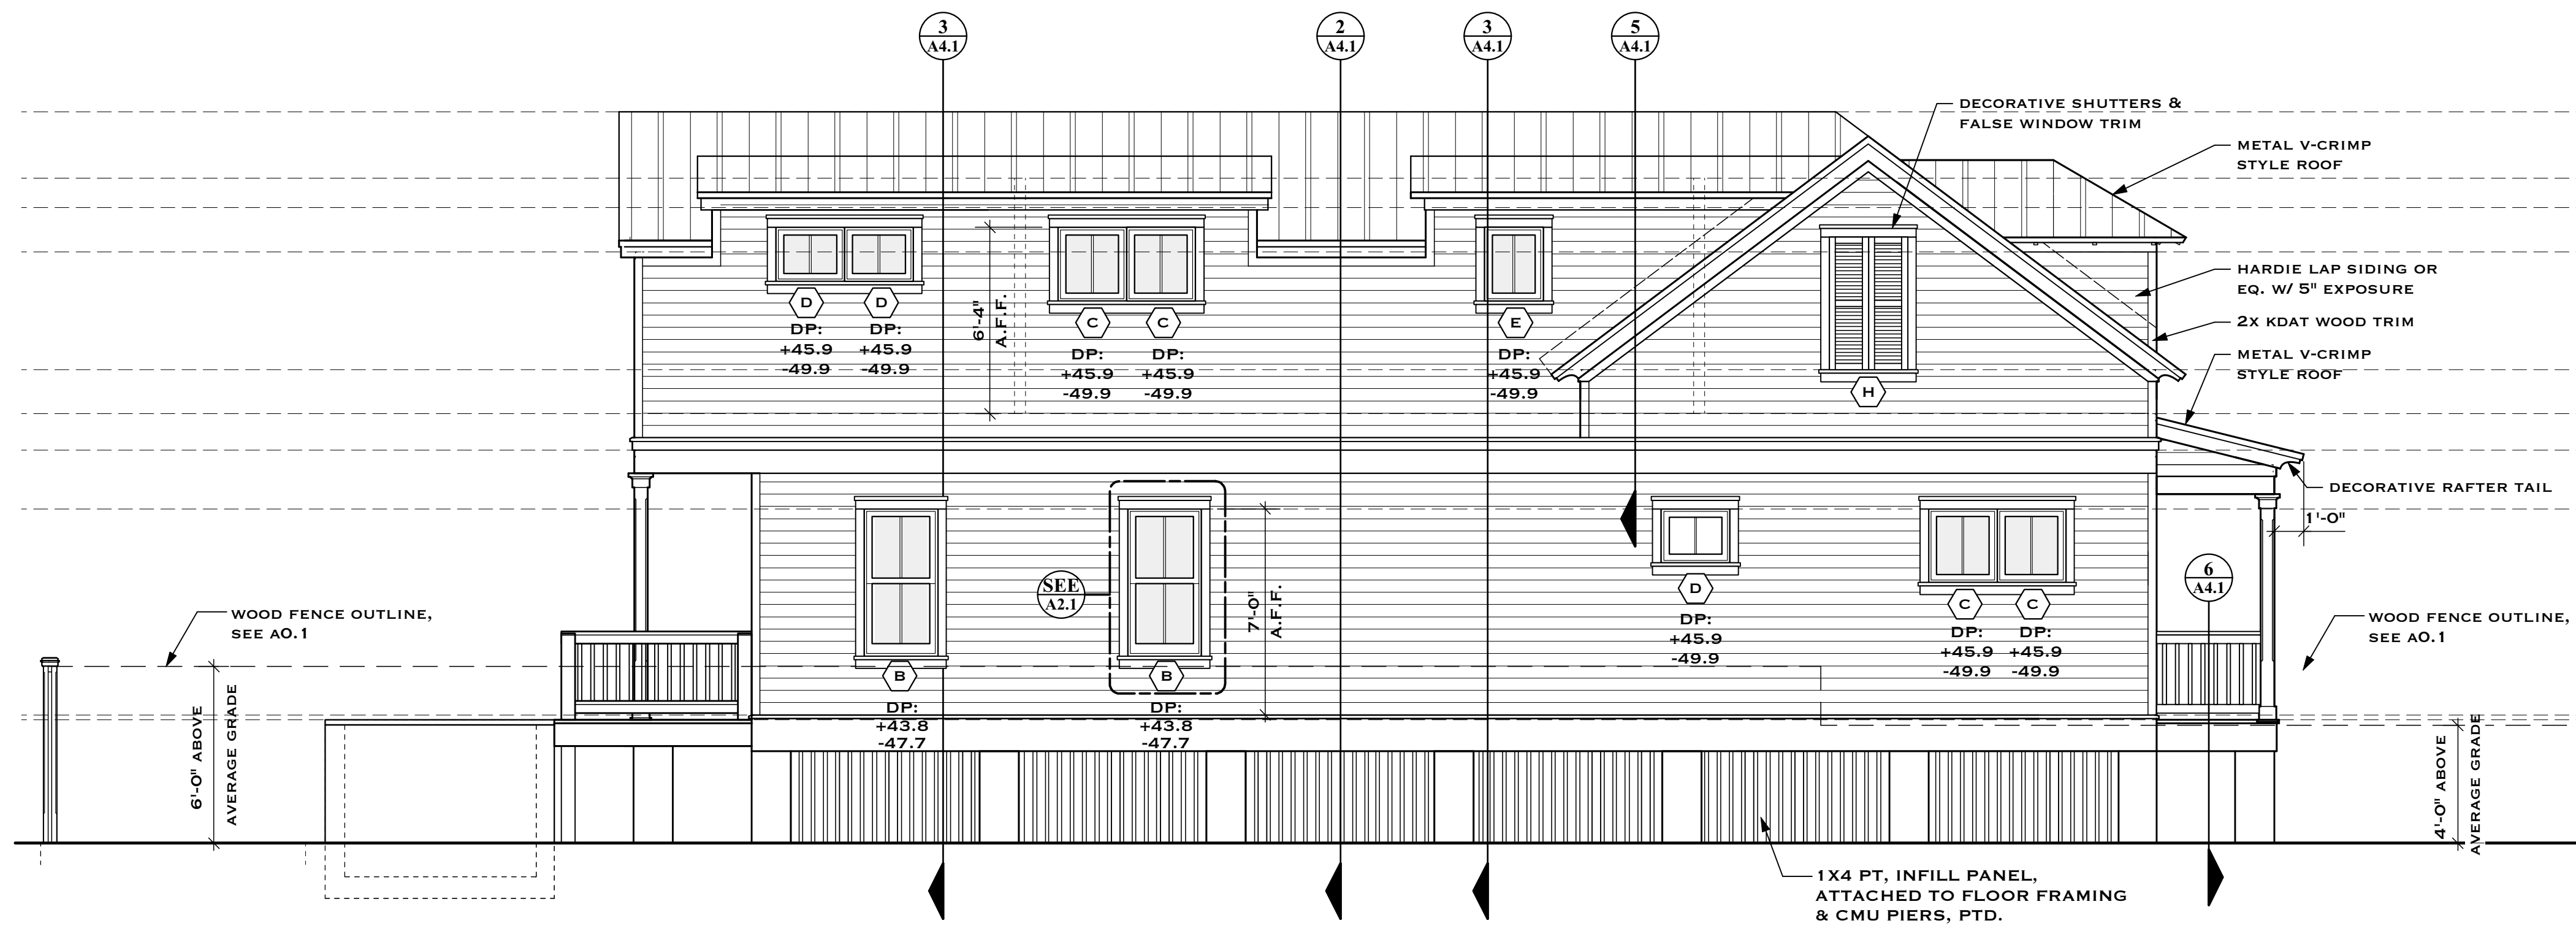 3
A4.1
2
A4.1
3
A4.1
5
A4.1
DECORATIVE SHUTTERS &
FALSE WINDOW TRIM
METAL V-CRIMP
STYLE ROOF
HARDIE LAP SIDING OR
EQ. W/ 5" EXPOSURE
2X KDAT WOOD TRIM
METAL V-CRIMP
STYLE ROOF
D
D
DP:
+45.9
-49.9
DP:
+45.9
-49.9
6'-4"
A.F.F.
C
C
DP:
+45.9
-49.9
DP:
+45.9
-49.9
E
DP:
+45.9
-49.9
H
DECORATIVE RAFTER TAIL
1'-0"
SEE
A2.1
7'-0"
A.F.F.
B
DP:
+43.8
-47.7
B
DP:
+43.8
-47.7
D
DP:
+45.9
-49.9
C
C
DP:
+45.9
-49.9
DP:
+45.9
-49.9
6
A4.1
WOOD FENCE OUTLINE,
SEE A0.1
WOOD FENCE OUTLINE,
SEE A0.1
6'-0" ABOVE
AVERAGE GRADE
4'-0" ABOVE
AVERAGE GRADE
1X4 PT, INFILL PANEL,
ATTACHED TO FLOOR FRAMING
& CMU PIERS, PTD.